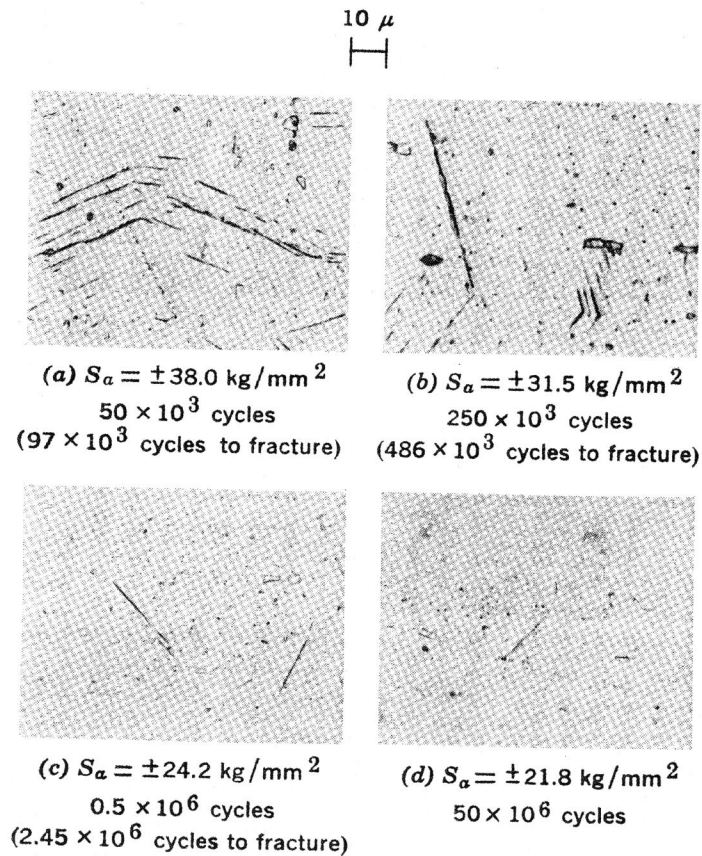 10 μ
(a) Sₐ = ±38.0 kg/mm²
50 × 10³ cycles
(97 × 10³ cycles to fracture)
(b) Sₐ = ±31.5 kg/mm²
250 × 10³ cycles
(486 × 10³ cycles to fracture)
(c) Sₐ = ±24.2 kg/mm²
0.5 × 10⁶ cycles
(2.45 × 10⁶ cycles to fracture)
(d) Sₐ = ±21.8 kg/mm²
50 × 10⁶ cycles